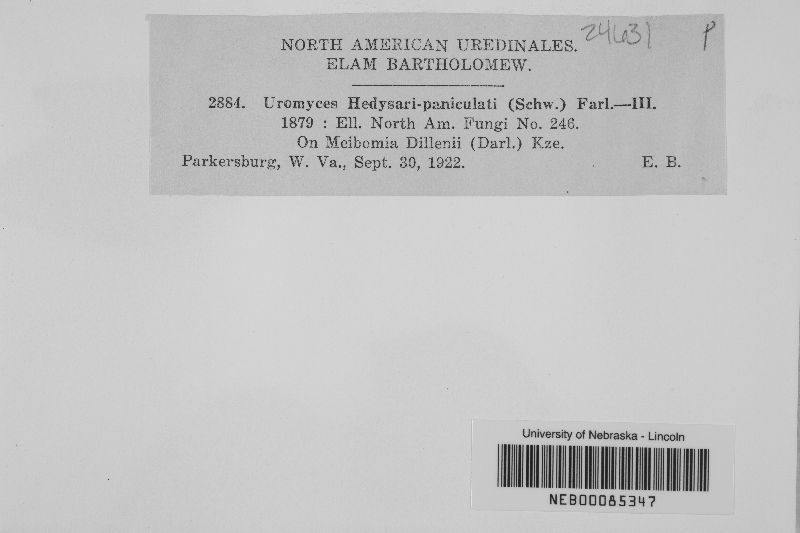 24631 P
NORTH AMERICAN UREDINALES.
ELAM BARTHOLOMEW.
2884. Uromyces Hedysari-paniculati (Schw.) Farl.—III.
1879 : Ell. North Am. Fungi No. 246.
On Meibomia Dillenii (Darl.) Kze.
Parkersburg, W. Va., Sept. 30, 1922. E. B.
University of Nebraska - Lincoln
NEB00085347